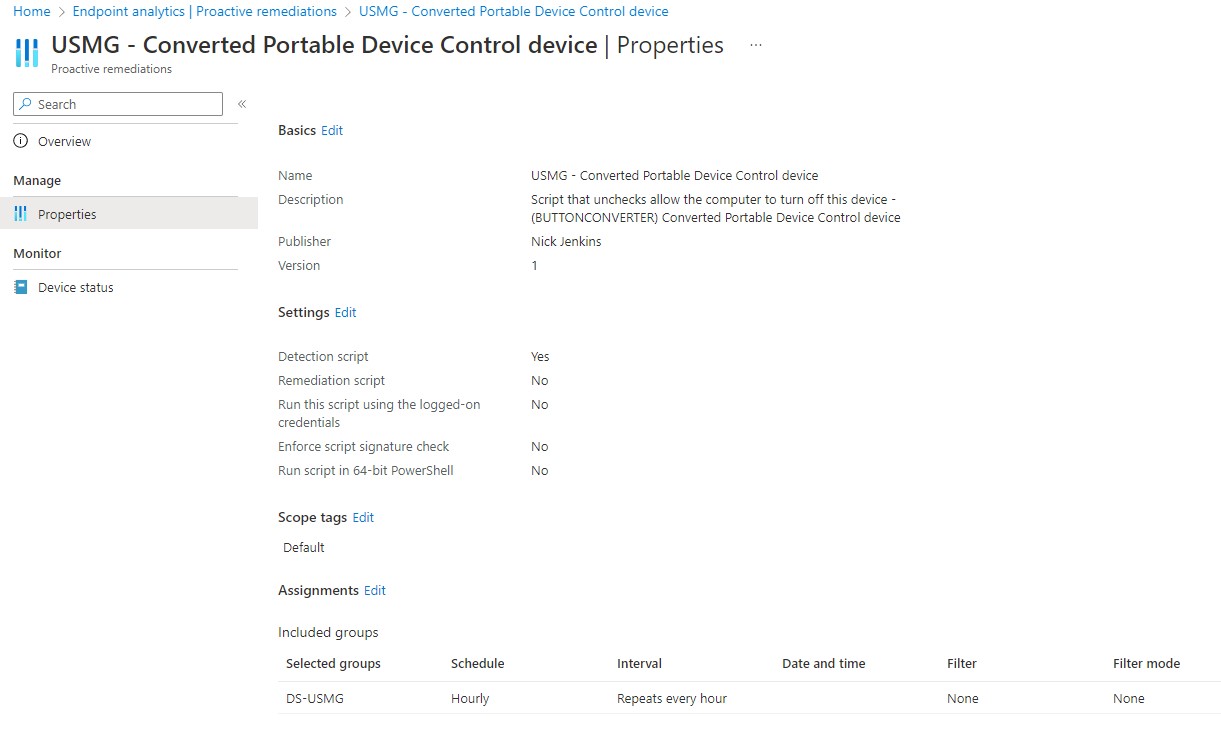 Home > Endpoint analytics | Proactive remediations > USMG - Converted Portable Device Control device
USMG - Converted Portable Device Control device | Properties ...
Proactive remediations
Search «
Overview
Manage
Properties
Monitor
Device status
Basics Edit
Name USMG - Converted Portable Device Control device
Description Script that unchecks allow the computer to turn off this device -
(BUTTONCONVERTER) Converted Portable Device Control device
Publisher Nick Jenkins
Version 1
Settings Edit
Detection script Yes
Remediation script No
Run this script using the logged-on No
credentials
Enforce script signature check No
Run script in 64-bit PowerShell No
Scope tags Edit
Default
Assignments Edit
Included groups
Selected groups Schedule Interval Date and time Filter Filter mode
DS-USMG Hourly Repeats every hour None None